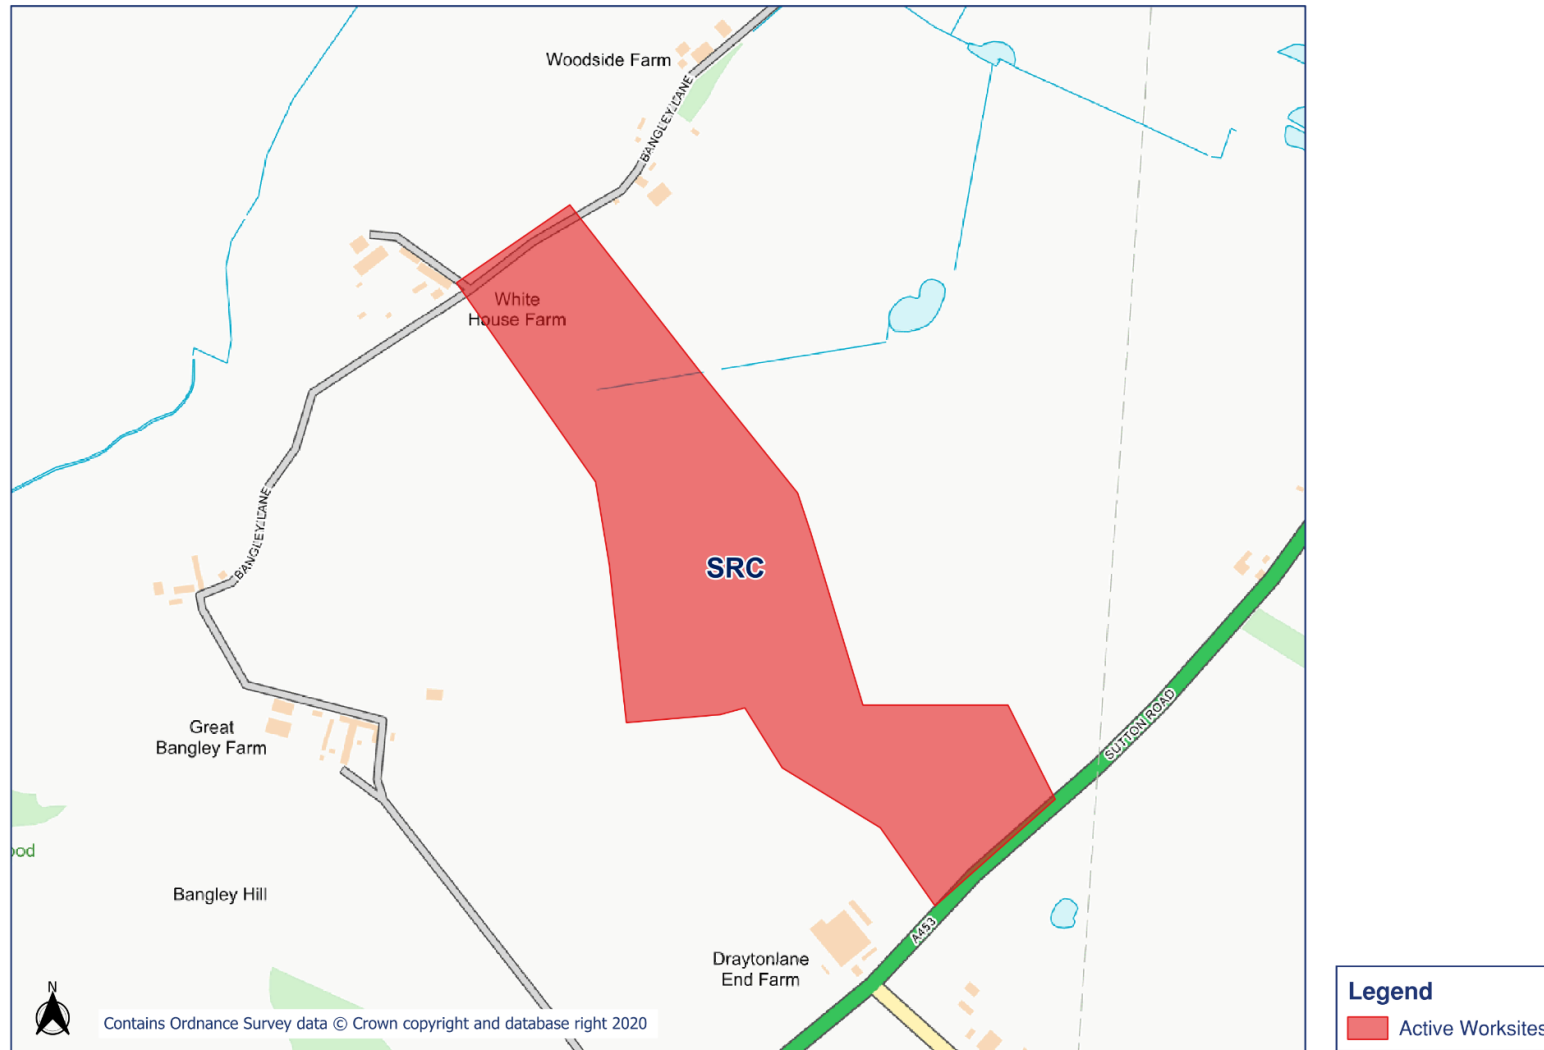 Woodside Farm
BANGLEY LANE
White
House Farm
SRC
BANGLEY LANE
Great
Bangley Farm
SUTTON ROAD
ood
Bangley Hill
A453
Draytonlane
End Farm
N
Contains Ordnance Survey data © Crown copyright and database right 2020
Legend
Active Worksites